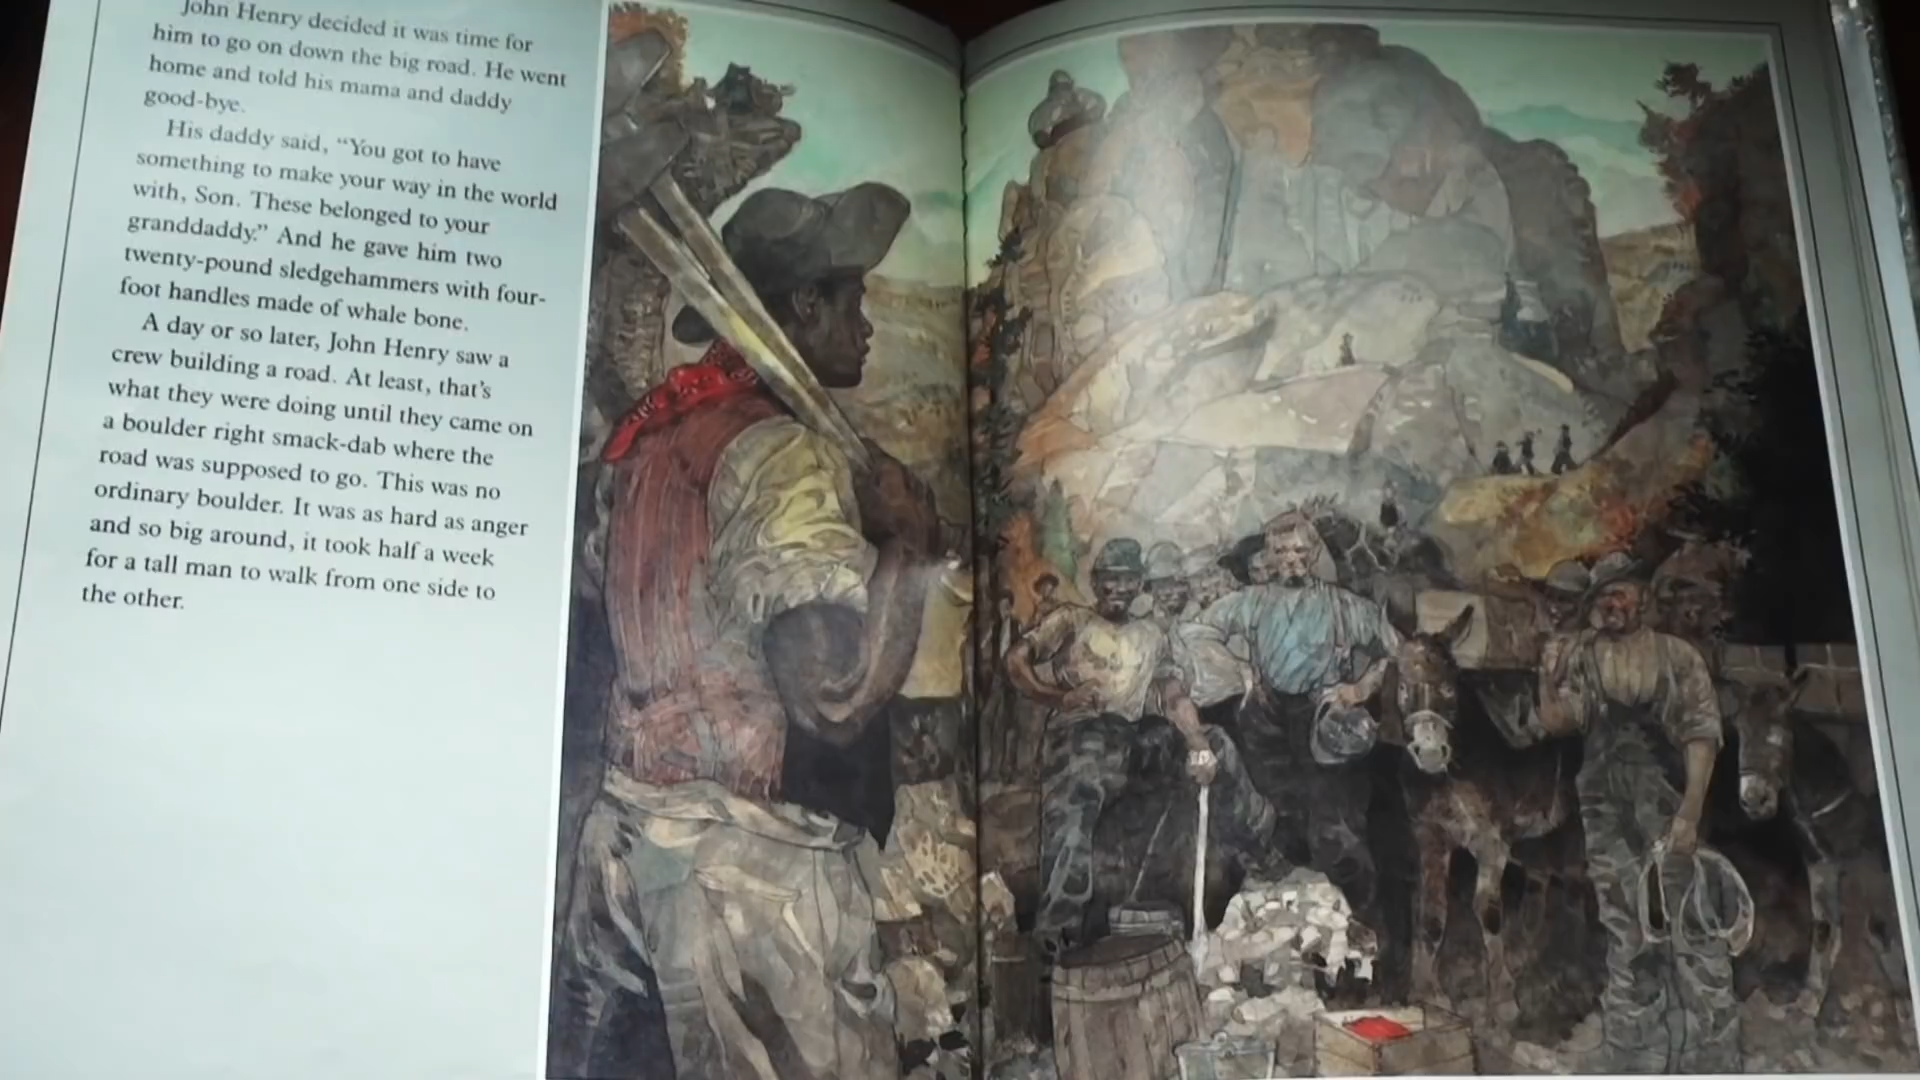 John Henry decided it was time for
him to go on down the big road. He went
home and told his mama and daddy
good-bye.
His daddy said, “You got to have
something to make your way in the world
with, Son. These belonged to your
granddaddy.” And he gave him two
twenty-pound sledgehammers with four-
foot handles made of whale bone.
A day or so later, John Henry saw a
crew building a road. At least, that’s
what they were doing until they came on
a boulder right smack-dab where the
road was supposed to go. This was no
ordinary boulder. It was as hard as anger
and so big around, it took half a week
for a tall man to walk from one side to
the other.